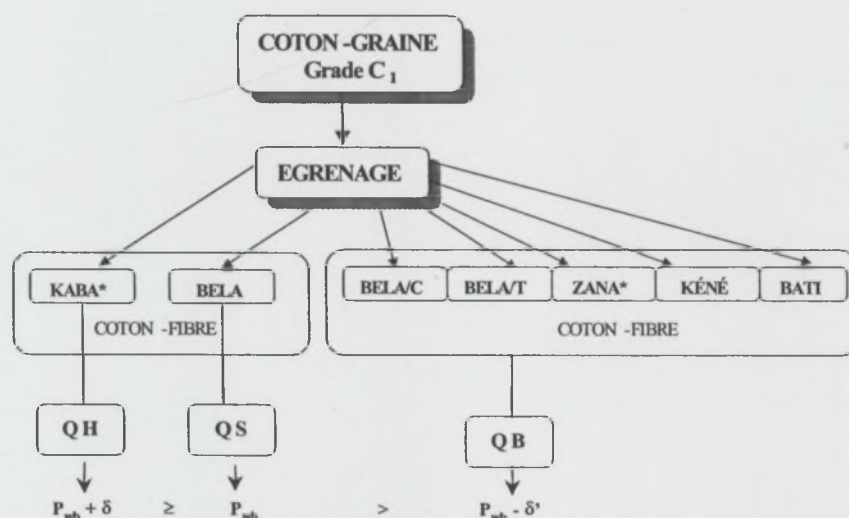 COTON -GRAINE
Grade C 1
EGRENAGE
KABA* BELA
COTON -FIBRE
BELA/C BELA/T ZANA* KÉNÉ BATI
COTON -FIBRE
Q H Q S Q B
P + δ ≥ P > P - δ'